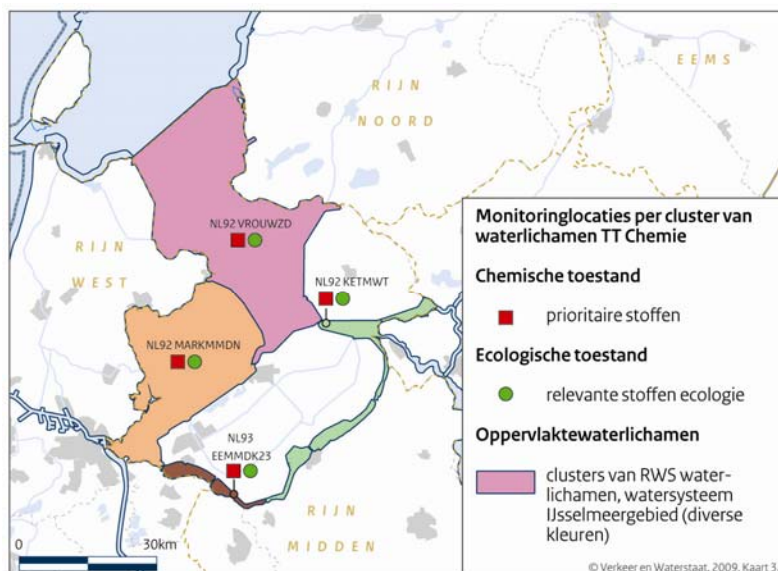 EEMS
RIJN
NOORD
NL92 VROUWZD
RIJN
WEST
NL92 KETMWT
NL92 MARKMMDN
NL93
EEMMDK23
RIJN
MIDDEN
0 30km
Monitoringlocaties per cluster van
waterlichamen TT Chemie
Chemische toestand
prioritaire stoffen
Ecologische toestand
relevante stoffen ecologie
Oppervlaktewaterlichamen
clusters van RWS water-
lichamen, watersysteem
IJsselmeergebied (diverse
kleuren)
© Verkeer en Waterstaat, 2009, Kaart 3